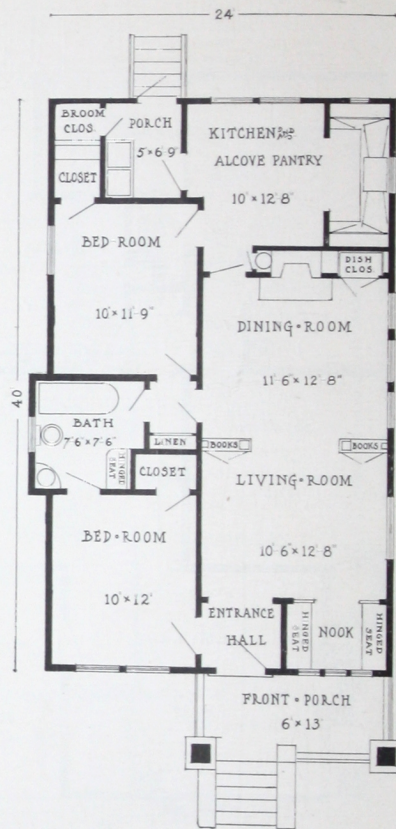 24'
BROOM
CLOS.
PORCH
5'×6'9"
KITCHEN AND
ALCOVE PANTRY
10'×12'-8"
CLOSET
BED-ROOM
10'×11'-9"
DISH
CLOS.
DINING-ROOM
11'-6"×12'-8"
40'
BATH
7'6"×7'-6"
HINGED
SEAT
LINEN
CLOSET
BOOKS
BOOKS
LIVING-ROOM
10'-6"×12'-8"
BED-ROOM
10'×12'
ENTRANCE
HALL
HINGED
SEAT
NOOK
HINGED
SEAT
FRONT-PORCH
6'×13'